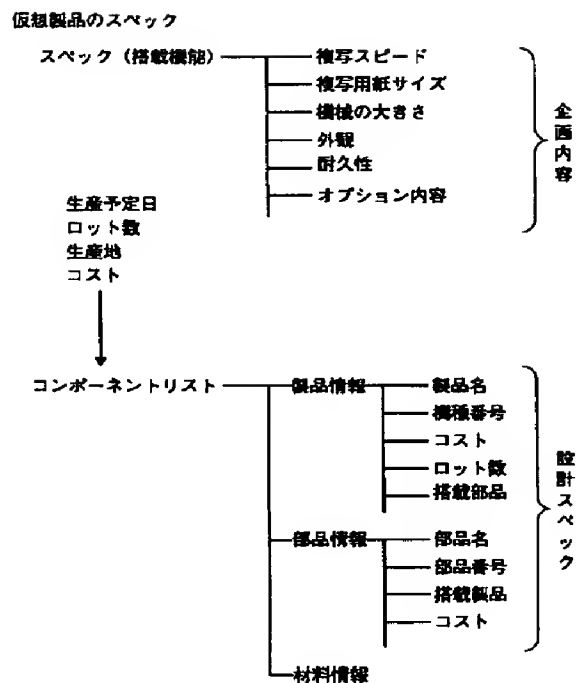 仮想製品のスペック
スペック（搭載機能）
複写スピード
複写用紙サイズ
機械の大きさ
外観
耐久性
オプション内容
企画内容
生産予定日
ロット数
生産地
コスト
コンポーネントリスト
製品情報
製品名
機種番号
コスト
ロット数
搭載部品
部品情報
部品名
部品番号
搭載製品
コスト
材料情報
設計スペック